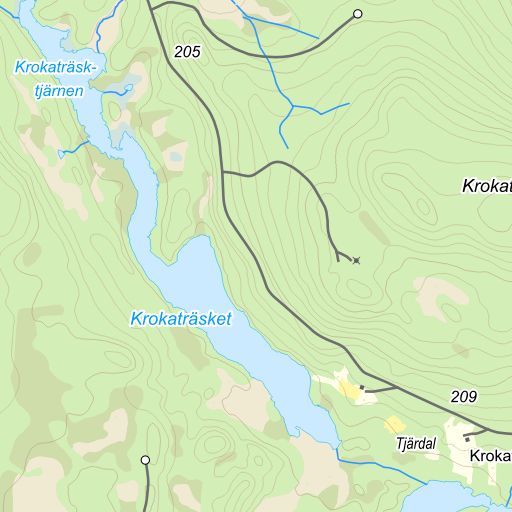 205
Krokaträsk-
tjärnen
Krokat
Krokaträsket
209
Tjärdal
Krokat